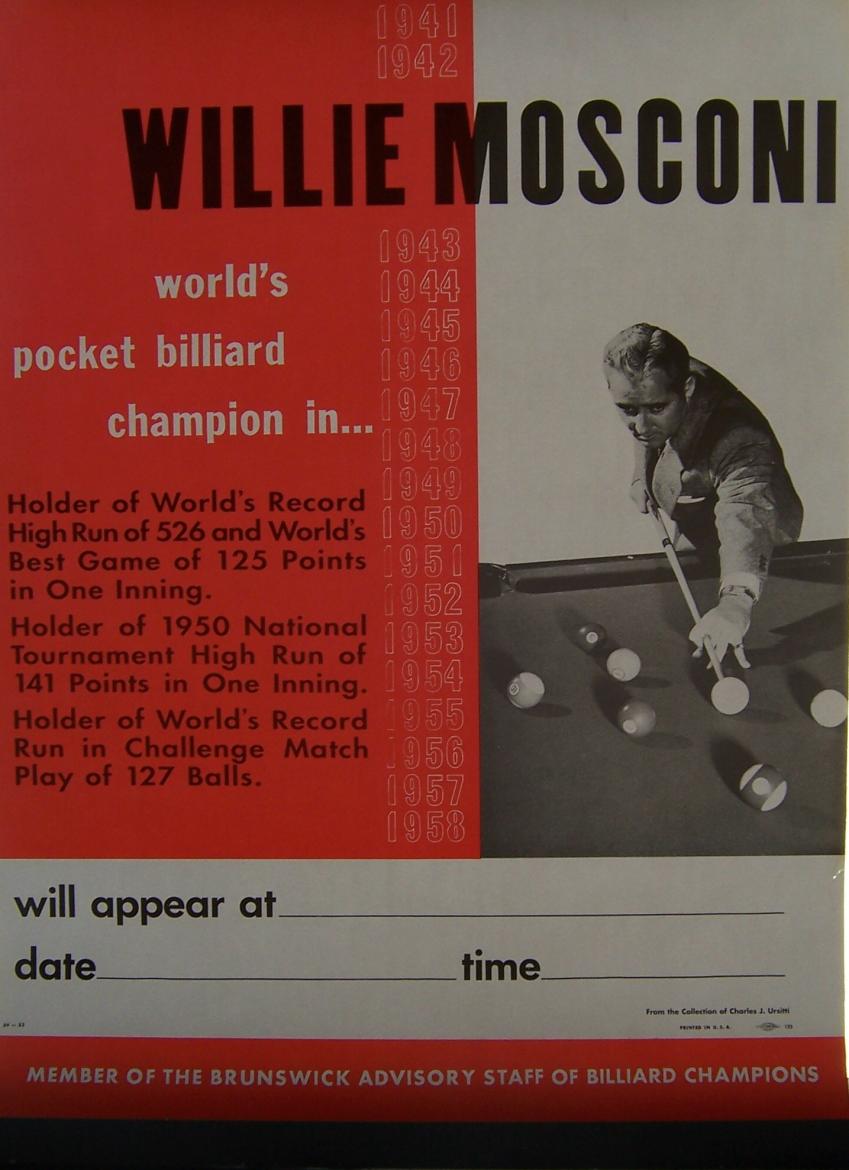 1941
1942
WILLIE MOSCONI
1943
world's
1944
1945
pocket billiard
1946
1947
champion in...
1948
1949
1950
1951
1952
1953
1954
1955
1956
1957
1958
Holder of World's Record
High Run of 526 and World's
Best Game of 125 Points
in One Inning.
Holder of 1950 National
Tournament High Run of
141 Points in One Inning.
Holder of World's Record
Run in Challenge Match
Play of 127 Balls.
will appear at
date time
From the Collection of Charles J. Ursitti
PRINTED IN U. S. A.
MEMBER OF THE BRUNSWICK ADVISORY STAFF OF BILLIARD CHAMPIONS